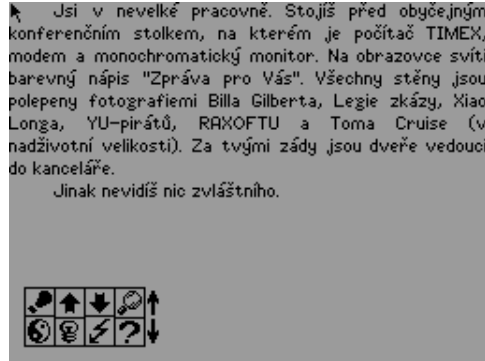 Jsi v nevelké pracovně. Stojíš před obyčejným
konferenčním stolkem, na kterém je počítač TIMEX,
modem a monochromatický monitor. Na obrazovce svítí
barevný nápis "Zpráva pro Vás". Všechny stěny jsou
polepeny fotografiemi Billa Gilberta, Legie zkázy, Xiao
Longa, YU-pirátů, RAXOFTU a Toma Cruise (v
nadživotní velikosti). Za tvými zády jsou dveře vedoucí
do kanceláře.
Jinak nevidíš nic zvláštního.
?